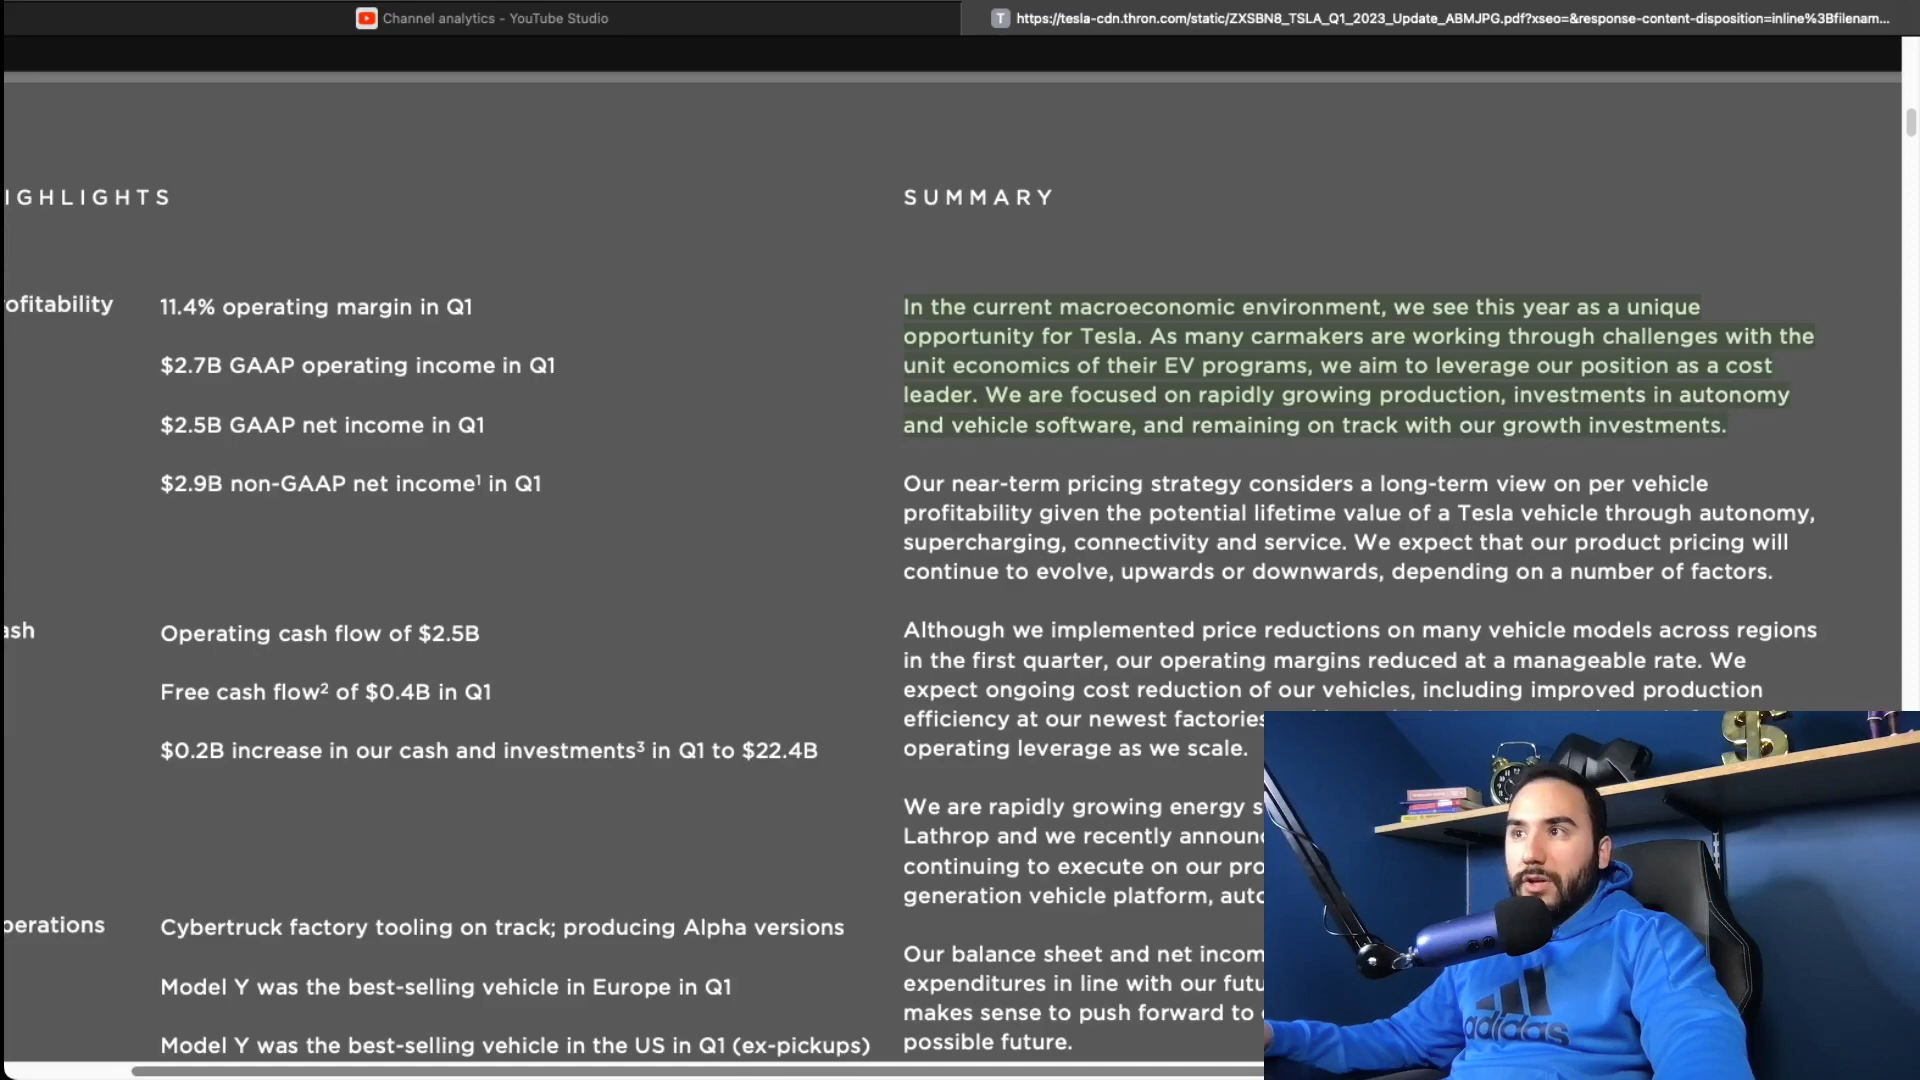 Channel analytics - YouTube Studio
T https://tesla-cdn.thron.com/static/ZXSBN8_TSLA_Q1_2023_Update_ABMJPG.pdf?xseo=&response-content-disposition=inline%3Bfilenam...
IGHLIGHTS
ofitability
11.4% operating margin in Q1
$2.7B GAAP operating income in Q1
$2.5B GAAP net income in Q1
$2.9B non-GAAP net income¹ in Q1
ash
Operating cash flow of $2.5B
Free cash flow² of $0.4B in Q1
$0.2B increase in our cash and investments³ in Q1 to $22.4B
perations
Cybertruck factory tooling on track; producing Alpha versions
Model Y was the best-selling vehicle in Europe in Q1
Model Y was the best-selling vehicle in the US in Q1 (ex-pickups)
SUMMARY
In the current macroeconomic environment, we see this year as a unique
opportunity for Tesla. As many carmakers are working through challenges with the
unit economics of their EV programs, we aim to leverage our position as a cost
leader. We are focused on rapidly growing production, investments in autonomy
and vehicle software, and remaining on track with our growth investments.
Our near-term pricing strategy considers a long-term view on per vehicle
profitability given the potential lifetime value of a Tesla vehicle through autonomy,
supercharging, connectivity and service. We expect that our product pricing will
continue to evolve, upwards or downwards, depending on a number of factors.
Although we implemented price reductions on many vehicle models across regions
in the first quarter, our operating margins reduced at a manageable rate. We
expect ongoing cost reduction of our vehicles, including improved production
efficiency at our newest factories
operating leverage as we scale.
We are rapidly growing energy s
Lathrop and we recently announc
continuing to execute on our pro
generation vehicle platform, auto
Our balance sheet and net incom
expenditures in line with our futu
makes sense to push forward to
possible future.
adidas